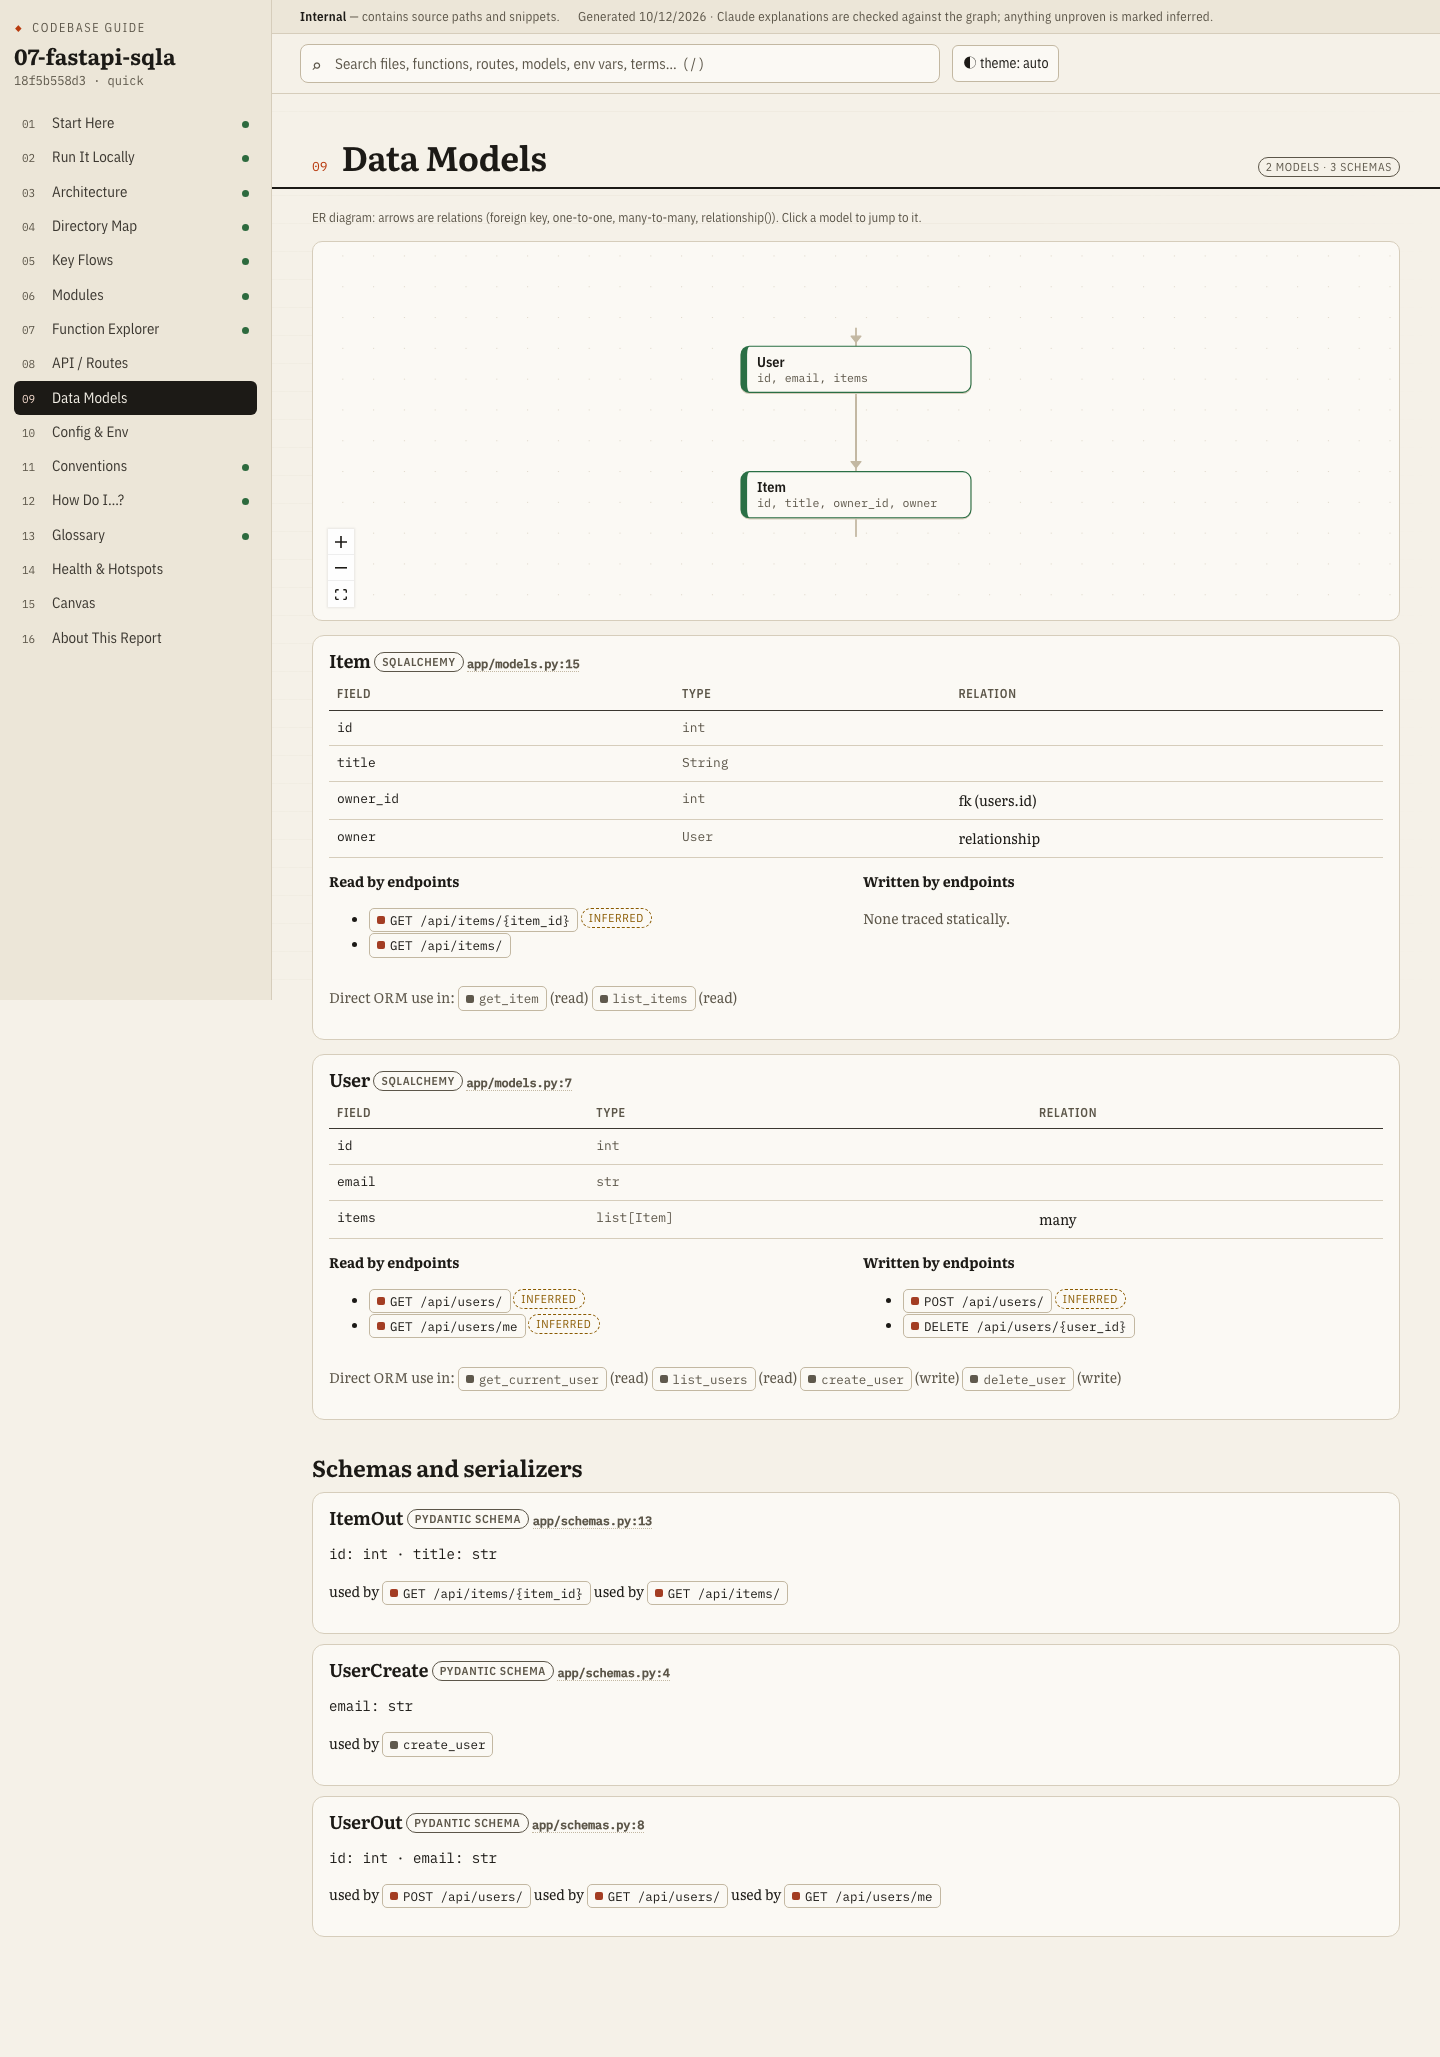 ◆ CODEBASE GUIDE
07-fastapi-sqla
18f5b558d3 · quick
01 Start Here
02 Run It Locally
03 Architecture
04 Directory Map
05 Key Flows
06 Modules
07 Function Explorer
08 API / Routes
09 Data Models
10 Config & Env
11 Conventions
12 How Do I…?
13 Glossary
14 Health & Hotspots
15 Canvas
16 About This Report
Internal — contains source paths and snippets. Generated 10/12/2026 · Claude explanations are checked against the graph; anything unproven is marked inferred.
Search files, functions, routes, models, env vars, terms… (/)
theme: auto
09 Data Models
2 MODELS · 3 SCHEMAS
ER diagram: arrows are relations (foreign key, one-to-one, many-to-many, relationship()). Click a model to jump to it.
User
id, email, items
Item
id, title, owner_id, owner
Item SQLALCHEMY app/models.py:15
FIELD TYPE RELATION
id int
title String
owner_id int fk (users.id)
owner User relationship
Read by endpoints
GET /api/items/{item_id} INFERRED
GET /api/items/
Written by endpoints
None traced statically.
Direct ORM use in: get_item (read) list_items (read)
User SQLALCHEMY app/models.py:7
FIELD TYPE RELATION
id int
email str
items list[Item] many
Read by endpoints
GET /api/users/ INFERRED
GET /api/users/me INFERRED
Written by endpoints
POST /api/users/ INFERRED
DELETE /api/users/{user_id}
Direct ORM use in: get_current_user (read) list_users (read) create_user (write) delete_user (write)
Schemas and serializers
ItemOut PYDANTIC SCHEMA app/schemas.py:13
id: int · title: str
used by GET /api/items/{item_id} used by GET /api/items/
UserCreate PYDANTIC SCHEMA app/schemas.py:4
email: str
used by create_user
UserOut PYDANTIC SCHEMA app/schemas.py:8
id: int · email: str
used by POST /api/users/ used by GET /api/users/ used by GET /api/users/me